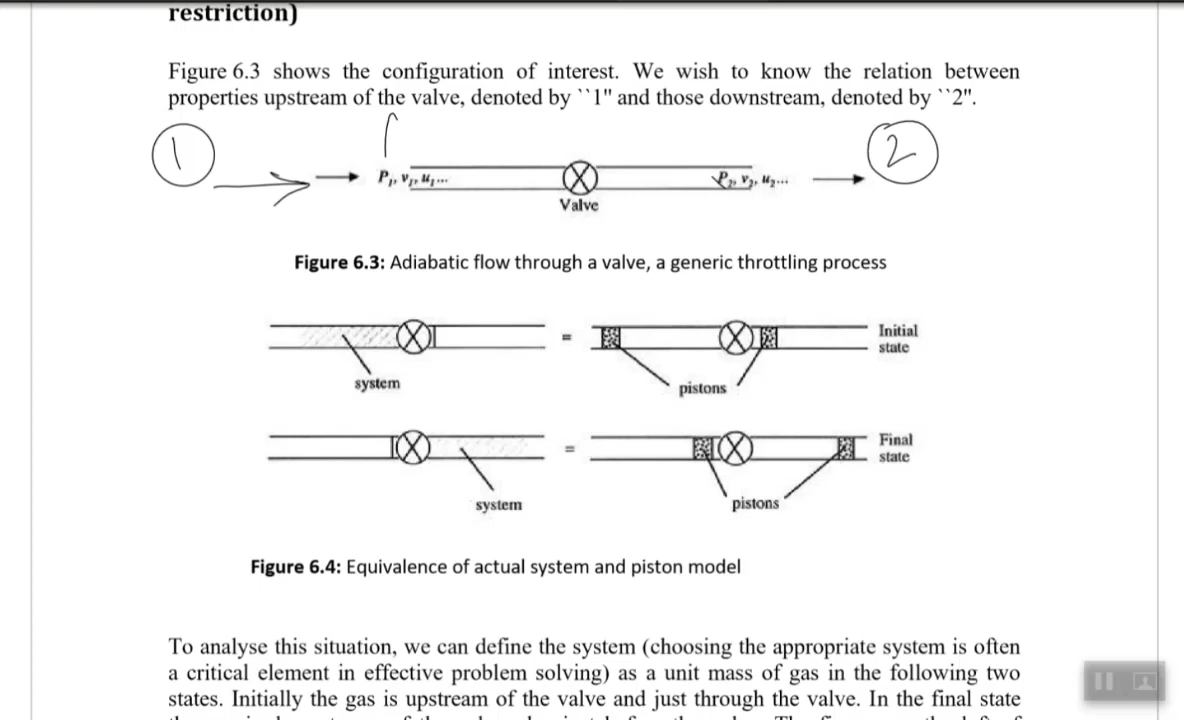 restriction)
Figure 6.3 shows the configuration of interest. We wish to know the relation between
properties upstream of the valve, denoted by ``1" and those downstream, denoted by ``2".
1
2
P₁, v₁, u₁...
P₂, v₂, u₂...
Valve
Figure 6.3: Adiabatic flow through a valve, a generic throttling process
=
Initial
state
system
pistons
=
Final
state
system
pistons
Figure 6.4: Equivalence of actual system and piston model
To analyse this situation, we can define the system (choosing the appropriate system is often
a critical element in effective problem solving) as a unit mass of gas in the following two
states. Initially the gas is upstream of the valve and just through the valve. In the final state